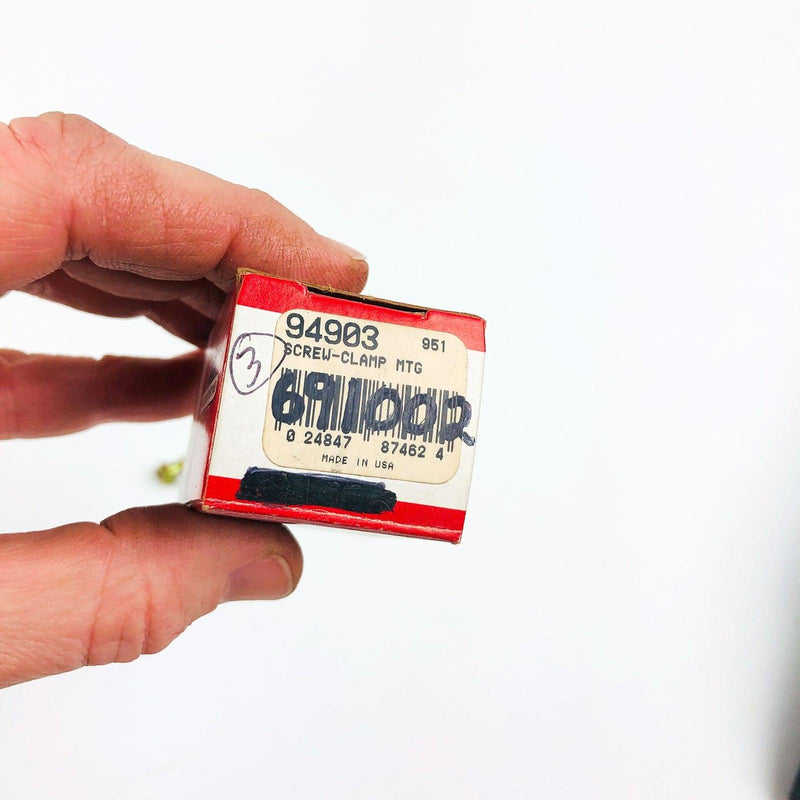 94903 951
SCREW-CLAMP MTG
3
691002
0 24847 87462 4
MADE IN USA